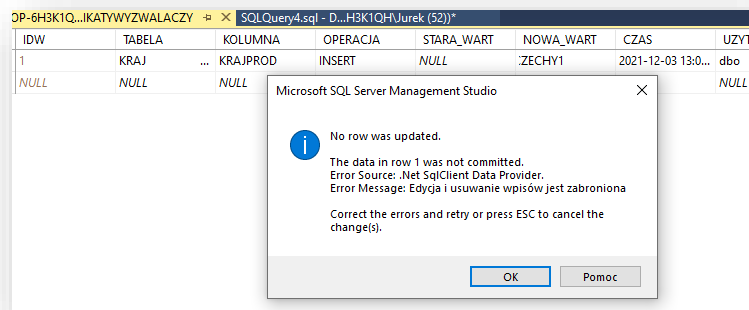 OP-6H3K1Q...IKATYWYZWALACZY SQLQuery4.sql - D...H3K1QH\Jurek (52))*
IDW TABELA KOLUMNA OPERACJA STARA_WART NOWA_WART CZAS UZYT
1 KRAJ ... KRAJPROD INSERT NULL ZECHY1 2021-12-03 13:0... dbo
NULL NULL NULL NULL
Microsoft SQL Server Management Studio
No row was updated.
The data in row 1 was not committed.
Error Source: .Net SqlClient Data Provider.
Error Message: Edycja i usuwanie wpisów jest zabroniona
Correct the errors and retry or press ESC to cancel the
change(s).
OK Pomoc